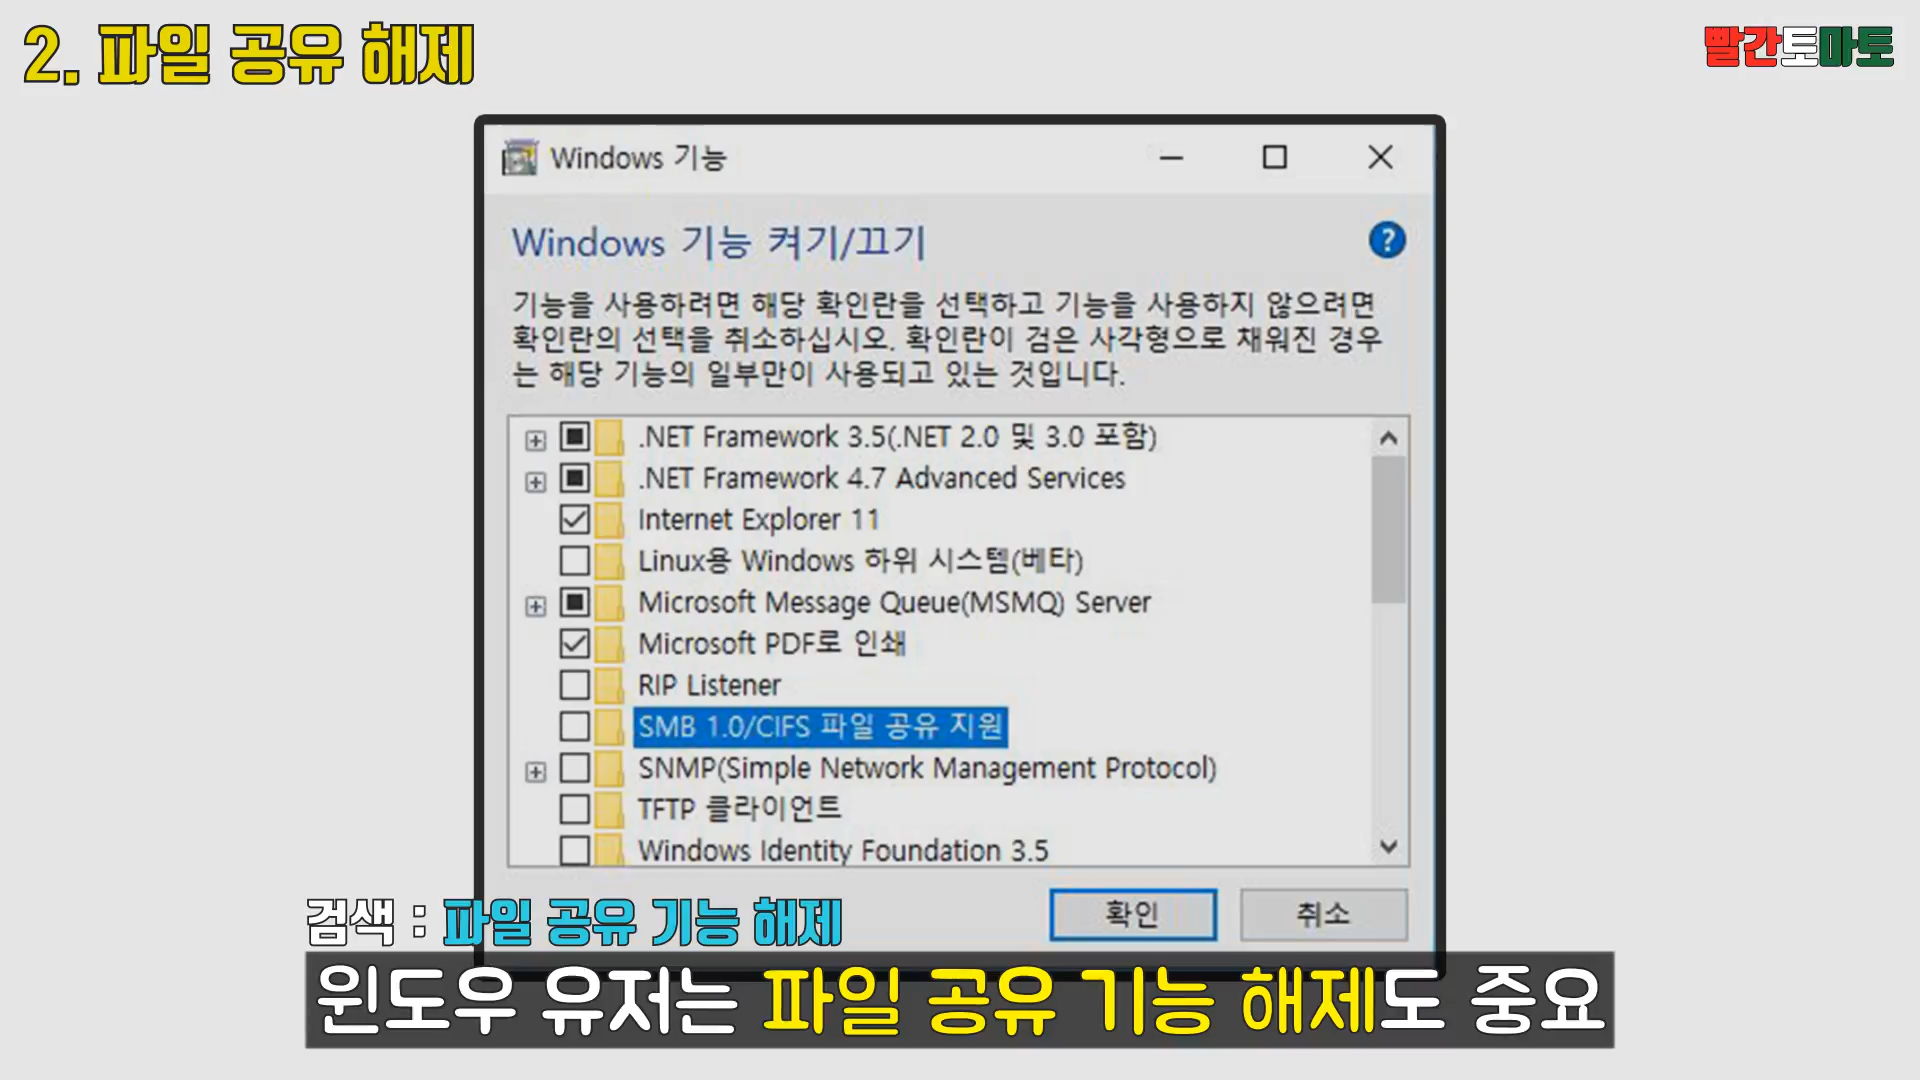 2. 파일 공유 해제
빨간토마토
Windows 기능
Windows 기능 켜기/끄기
?
기능을 사용하려면 해당 확인란을 선택하고 기능을 사용하지 않으려면
확인란의 선택을 취소하십시오. 확인란이 검은 사각형으로 채워진 경우
는 해당 기능의 일부만이 사용되고 있는 것입니다.
.NET Framework 3.5(.NET 2.0 및 3.0 포함)
.NET Framework 4.7 Advanced Services
Internet Explorer 11
Linux용 Windows 하위 시스템(베타)
Microsoft Message Queue(MSMQ) Server
Microsoft PDF로 인쇄
RIP Listener
SMB 1.0/CIFS 파일 공유 지원
SNMP(Simple Network Management Protocol)
TFTP 클라이언트
Windows Identity Foundation 3.5
확인
취소
검색 : 파일 공유 기능 해제
윈도우 유저는 파일 공유 기능 해제도 중요